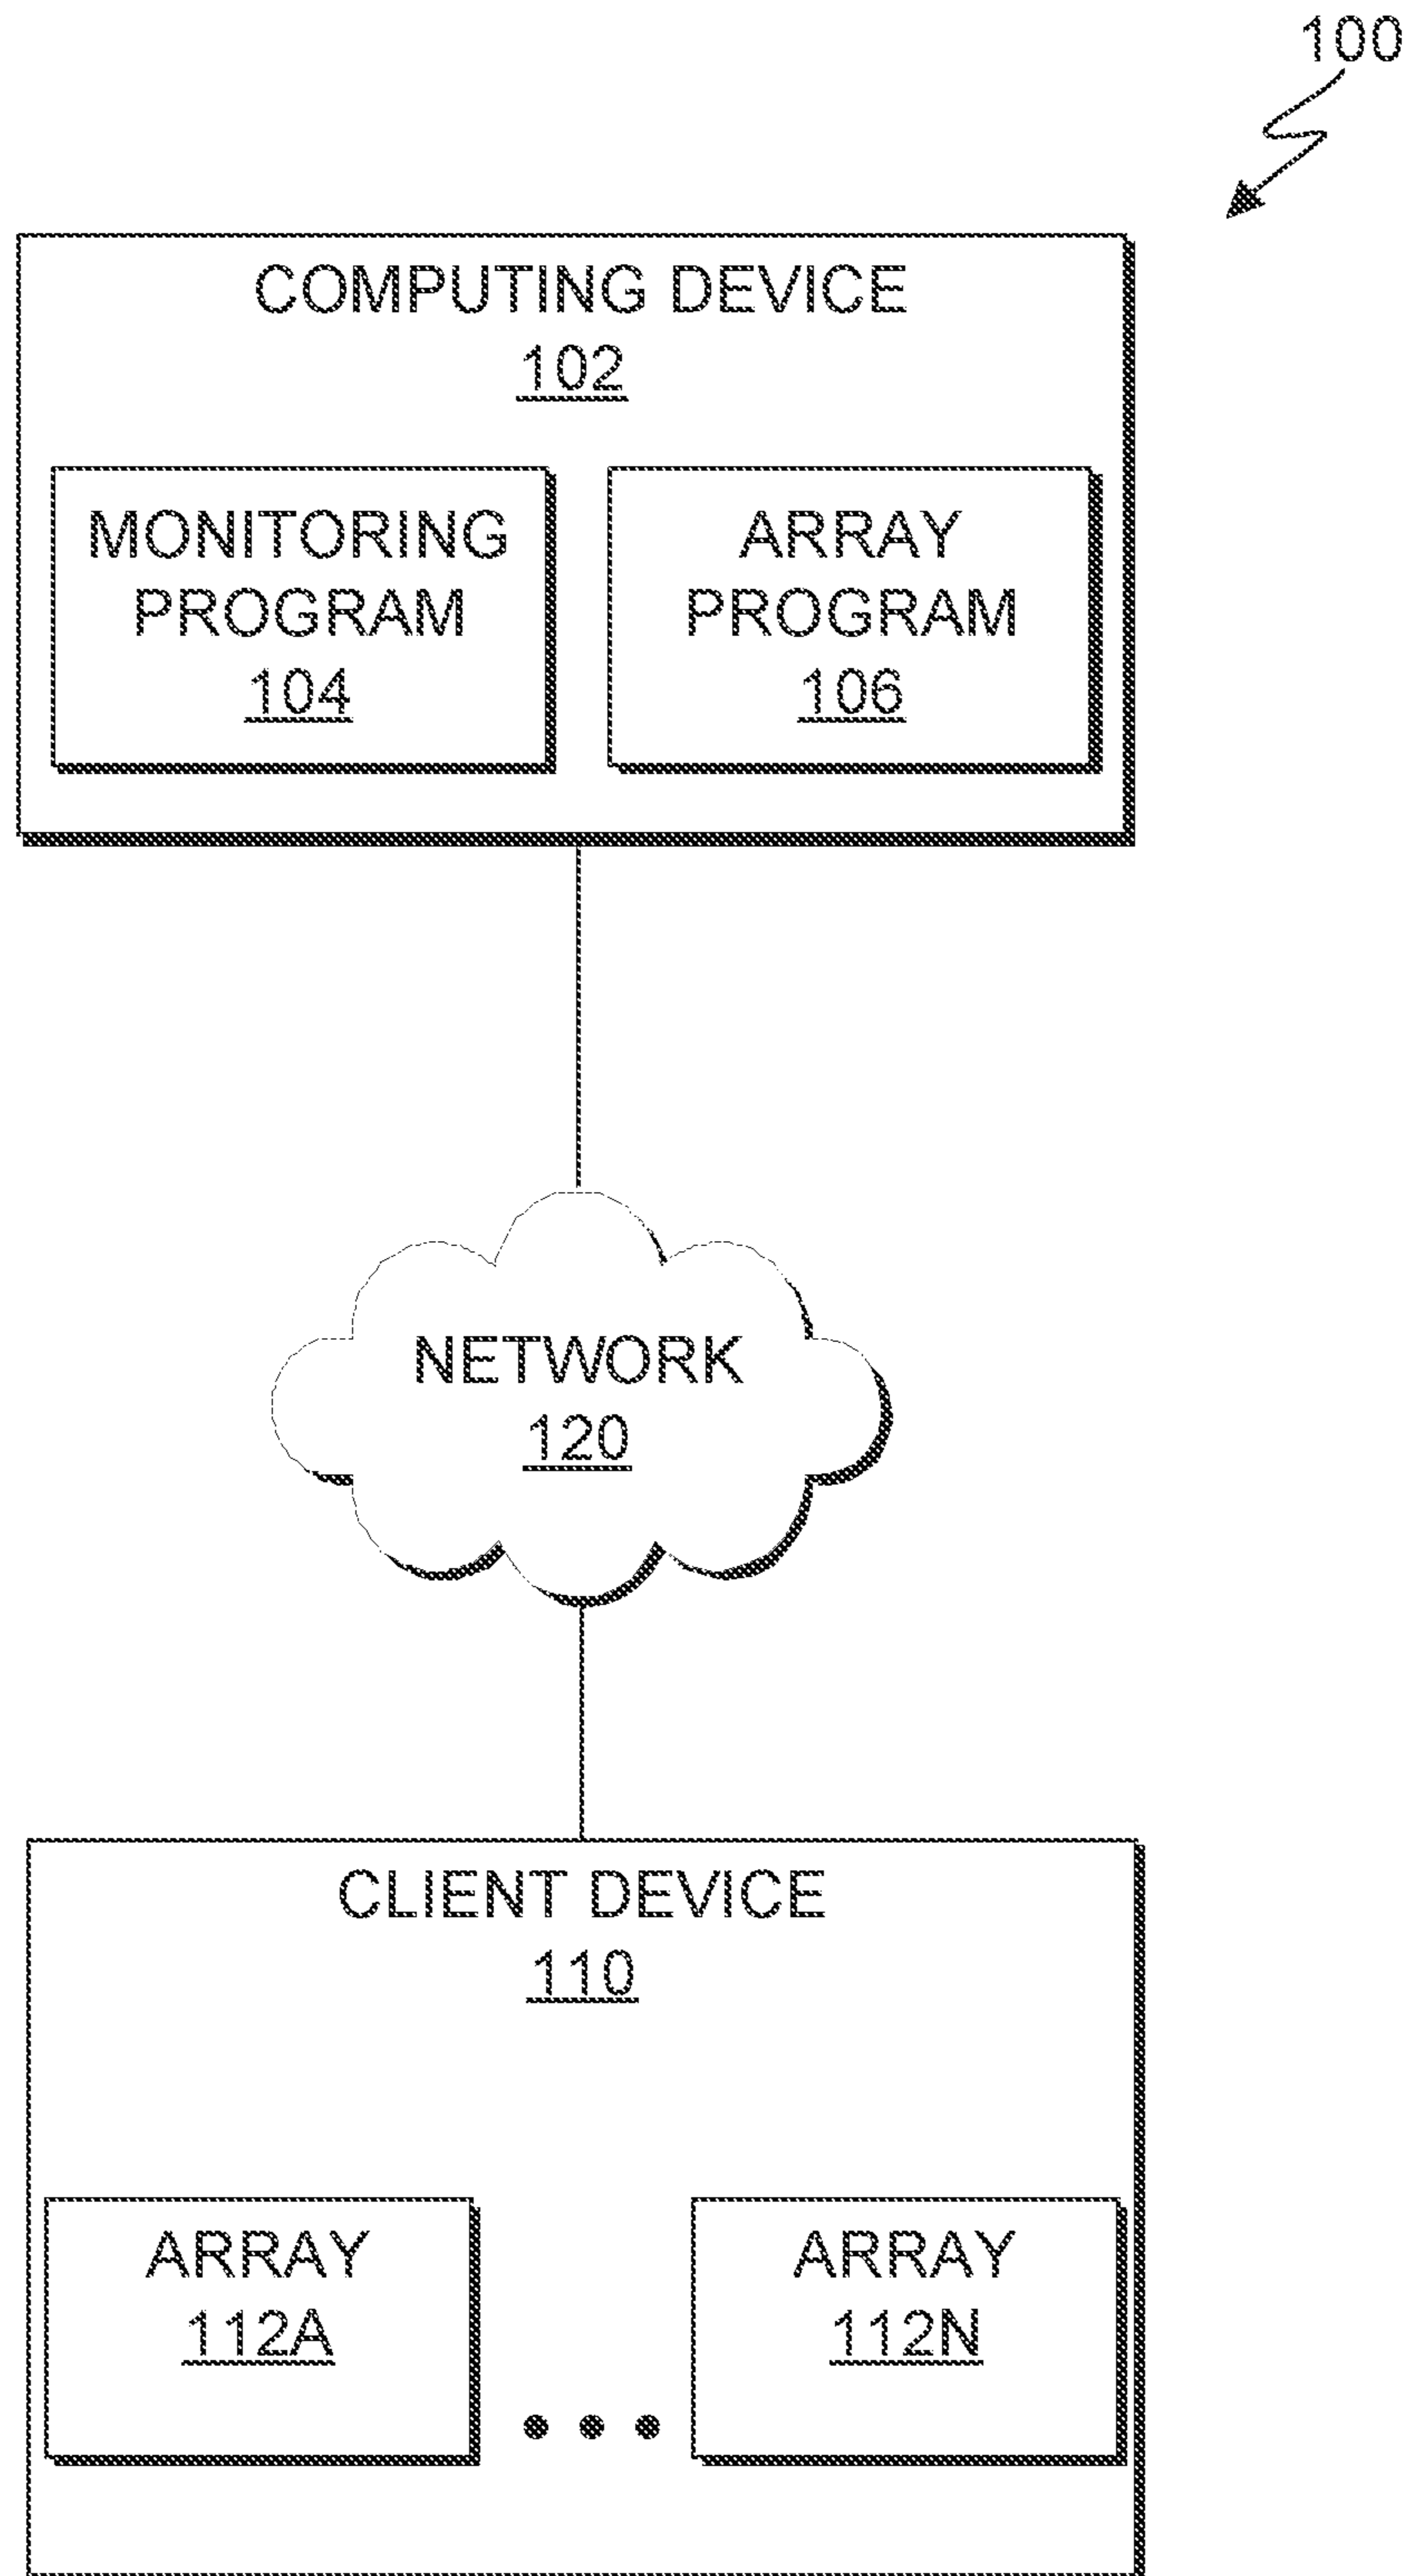 100
COMPUTING DEVICE
102
MONITORING
PROGRAM
104
ARRAY
PROGRAM
106
NETWORK
120
CLIENT DEVICE
110
ARRAY
112A
ARRAY
112N